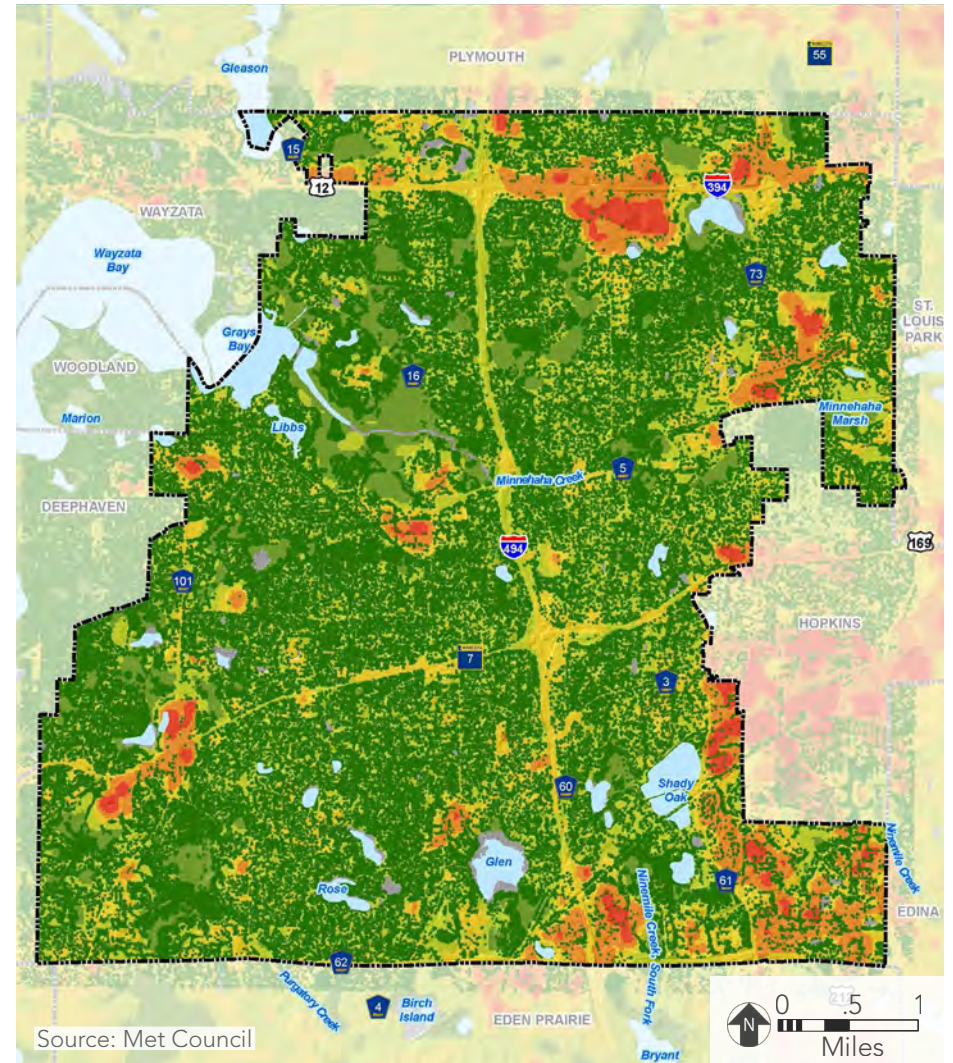 PLYMOUTH
55
Gleason
15
12
394
WAYZATA
Wayzata
Bay
73
ST.
LOUIS
PARK
Grays
Bay
WOODLAND
16
Marion
Libbs
Minnehaha
Marsh
5
Minnehaha Creek
DEEPHAVEN
494
169
101
HOPKINS
7
3
60
Shady
Oak
Ninemile Creek
Glen
61
Rose
Ninemile Creek, South Fork
EDINA
62
Purgatory Creek
4
Birch
Island
EDEN PRAIRIE
212
Bryant
N
0 .5 1
Miles
Source: Met Council